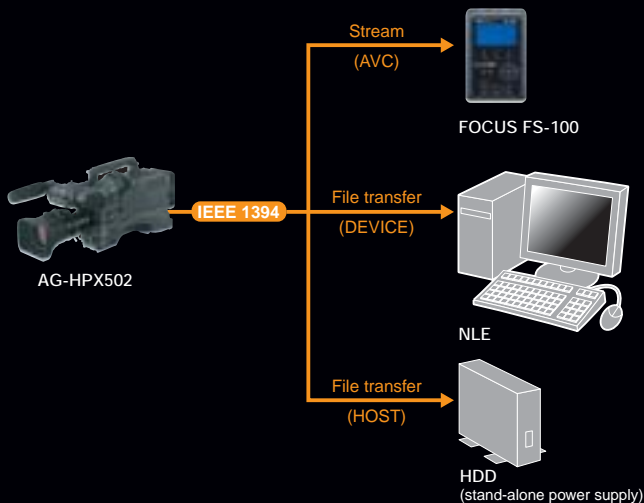 Stream
(AVC)
FOCUS FS-100
IEEE 1394
AG-HPX502
File transfer
(DEVICE)
NLE
File transfer
(HOST)
HDD
(stand-alone power supply)